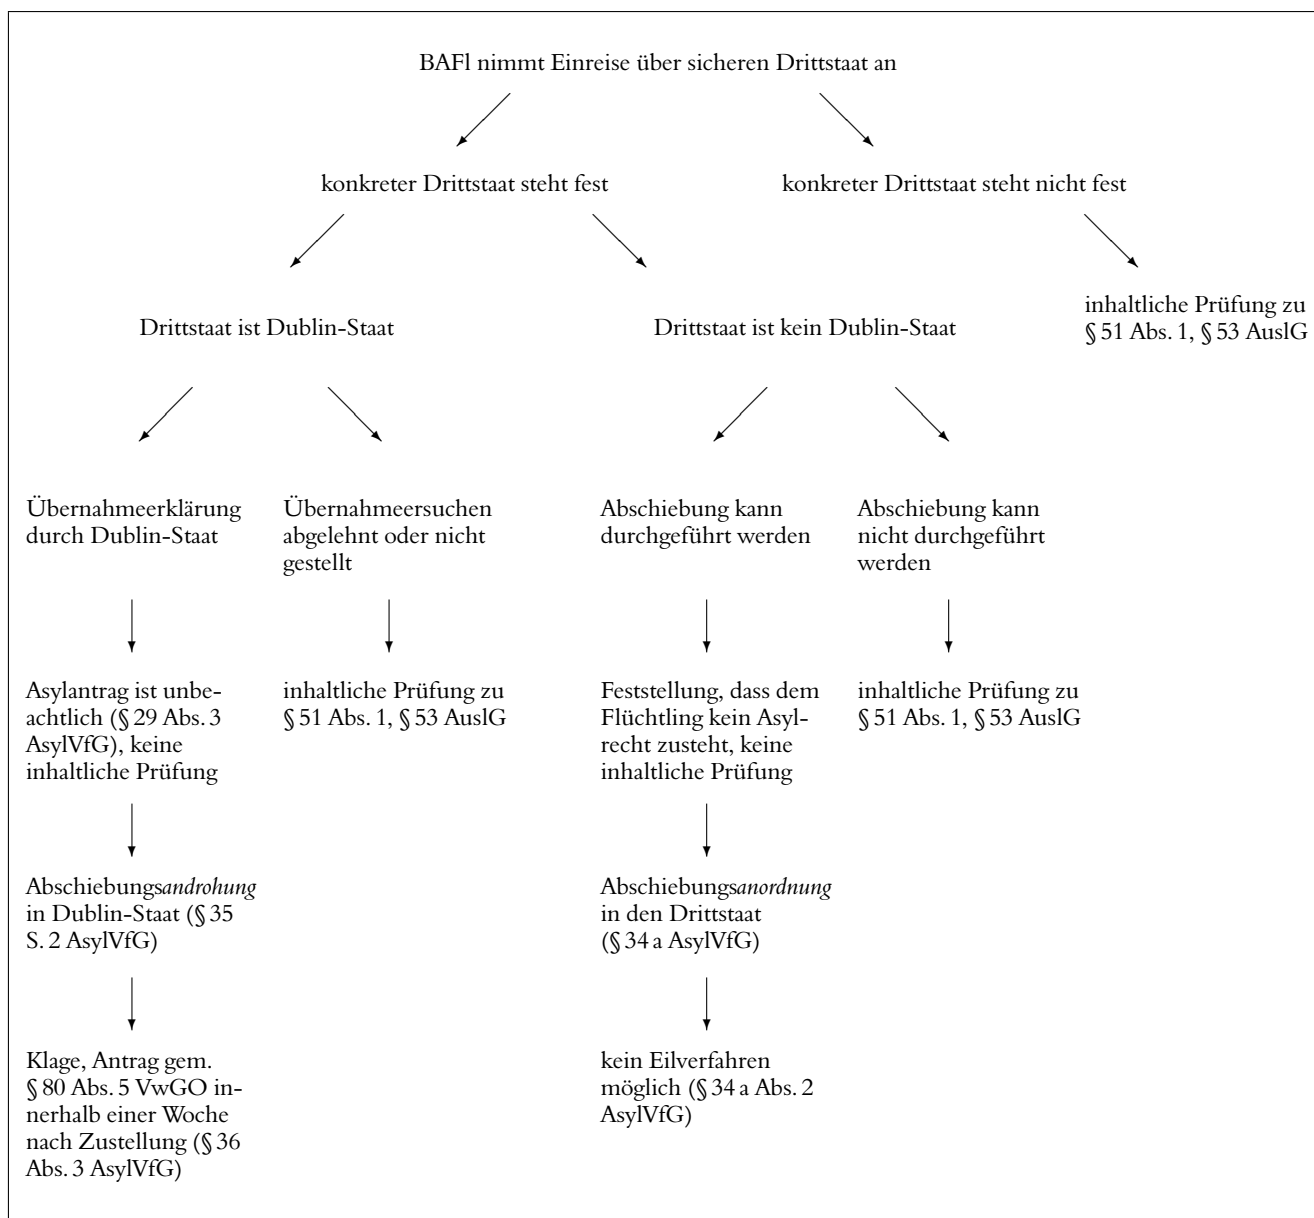 BAFl nimmt Einreise über sicheren Drittstaat an
konkreter Drittstaat steht fest
konkreter Drittstaat steht nicht fest
Drittstaat ist Dublin-Staat
Drittstaat ist kein Dublin-Staat
inhaltliche Prüfung zu
§ 51 Abs. 1, § 53 AuslG
Übernahmeerklärung
durch Dublin-Staat
Übernahmeersuchen
abgelehnt oder nicht
gestellt
Abschiebung kann
durchgeführt werden
Abschiebung kann
nicht durchgeführt
werden
Asylantrag ist unbe-
achtlich (§ 29 Abs. 3
AsylVfG), keine
inhaltliche Prüfung
inhaltliche Prüfung zu
§ 51 Abs. 1, § 53 AuslG
Feststellung, dass dem
Flüchtling kein Asyl-
recht zusteht, keine
inhaltliche Prüfung
inhaltliche Prüfung zu
§ 51 Abs. 1, § 53 AuslG
Abschiebungsandrohung
in Dublin-Staat (§ 35
S. 2 AsylVfG)
Abschiebungsanordnung
in den Drittstaat
(§ 34 a AsylVfG)
Klage, Antrag gem.
§ 80 Abs. 5 VwGO in-
nerhalb einer Woche
nach Zustellung (§ 36
Abs. 3 AsylVfG)
kein Eilverfahren
möglich (§ 34 a Abs. 2
AsylVfG)